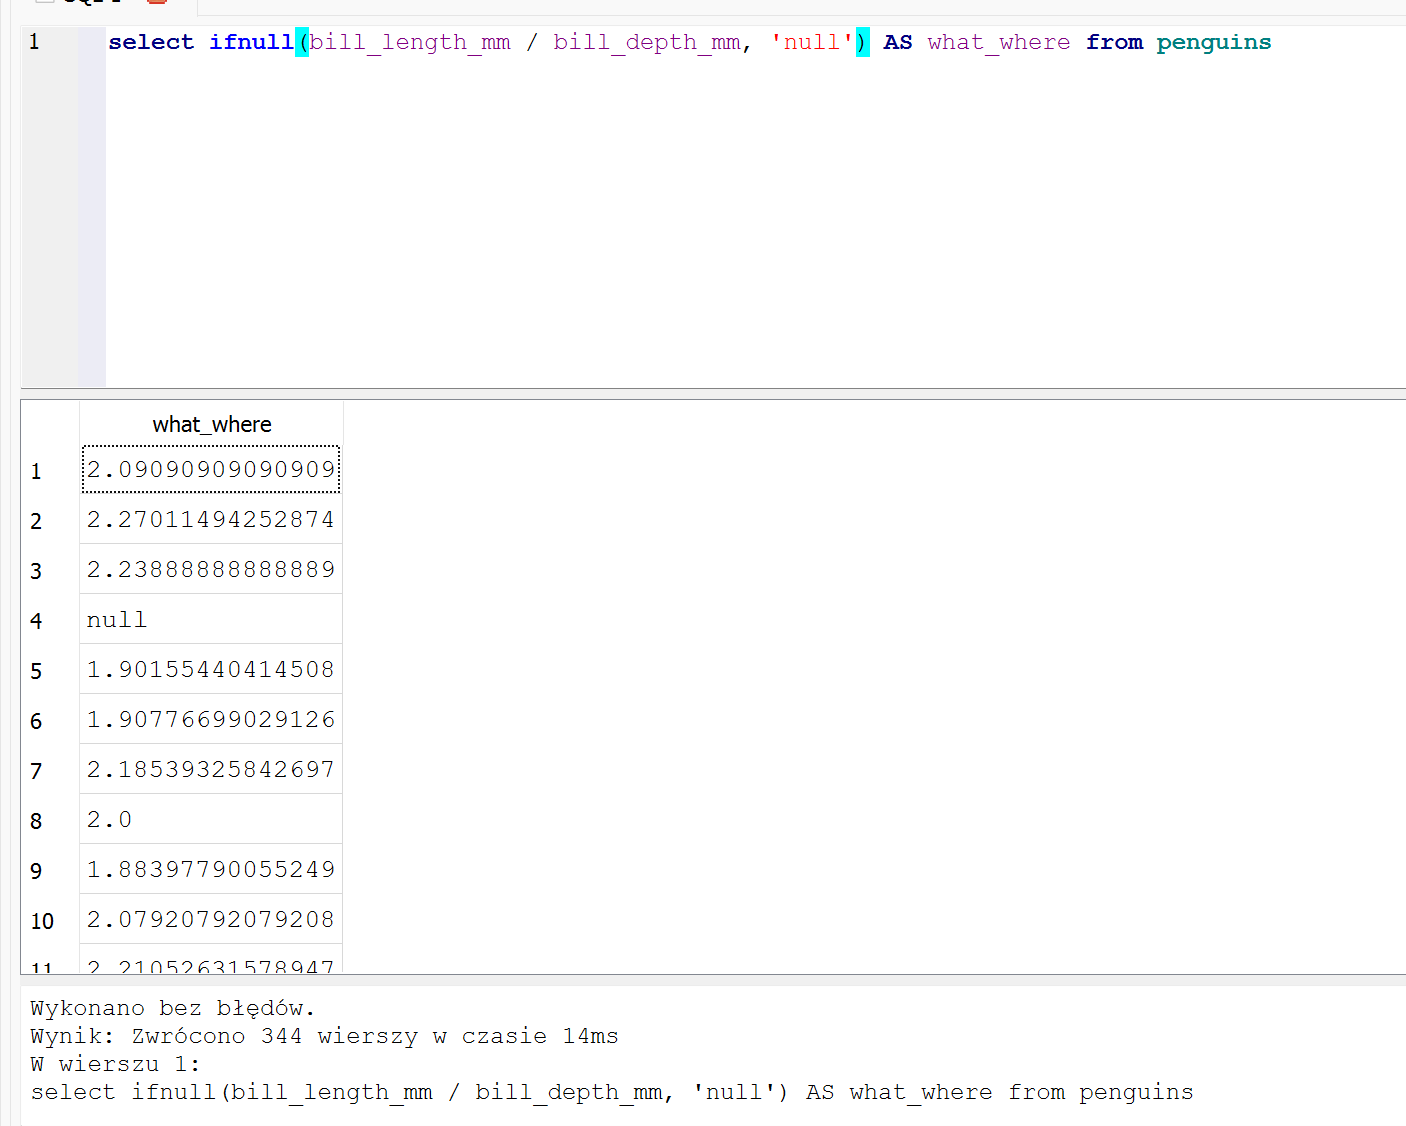 1 select ifnull(bill_length_mm / bill_depth_mm, 'null') AS what_where from penguins
what_where
1 2.09090909090909
2 2.27011494252874
3 2.23888888888889
4 null
5 1.90155440414508
6 1.90776699029126
7 2.18539325842697
8 2.0
9 1.88397790055249
10 2.07920792079208
11 2.21052631578947
Wykonano bez błędów.
Wynik: Zwrócono 344 wierszy w czasie 14ms
W wierszu 1:
select ifnull(bill_length_mm / bill_depth_mm, 'null') AS what_where from penguins